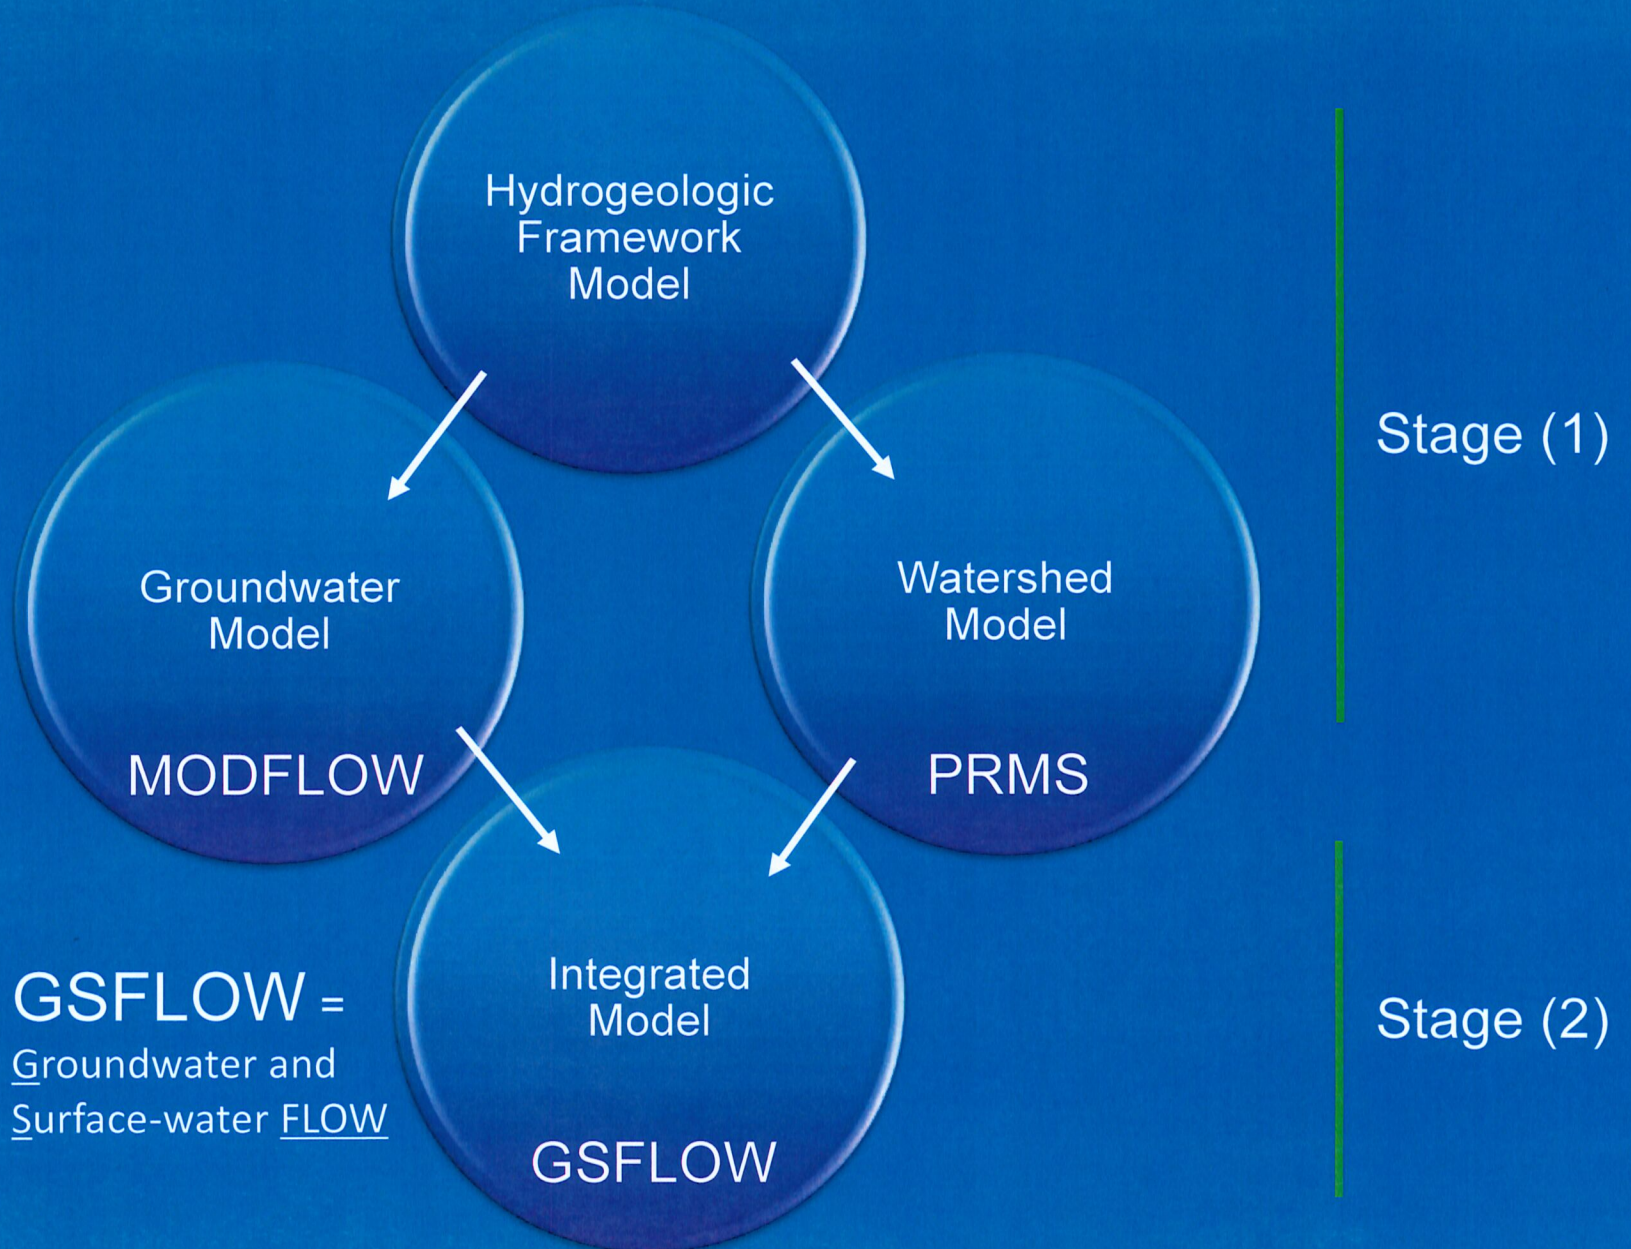 Hydrogeologic
Framework
Model
Stage (1)
Groundwater
Model
MODFLOW
Watershed
Model
PRMS
Integrated
Model
GSFLOW
GSFLOW =
Groundwater and
Surface-water FLOW
Stage (2)